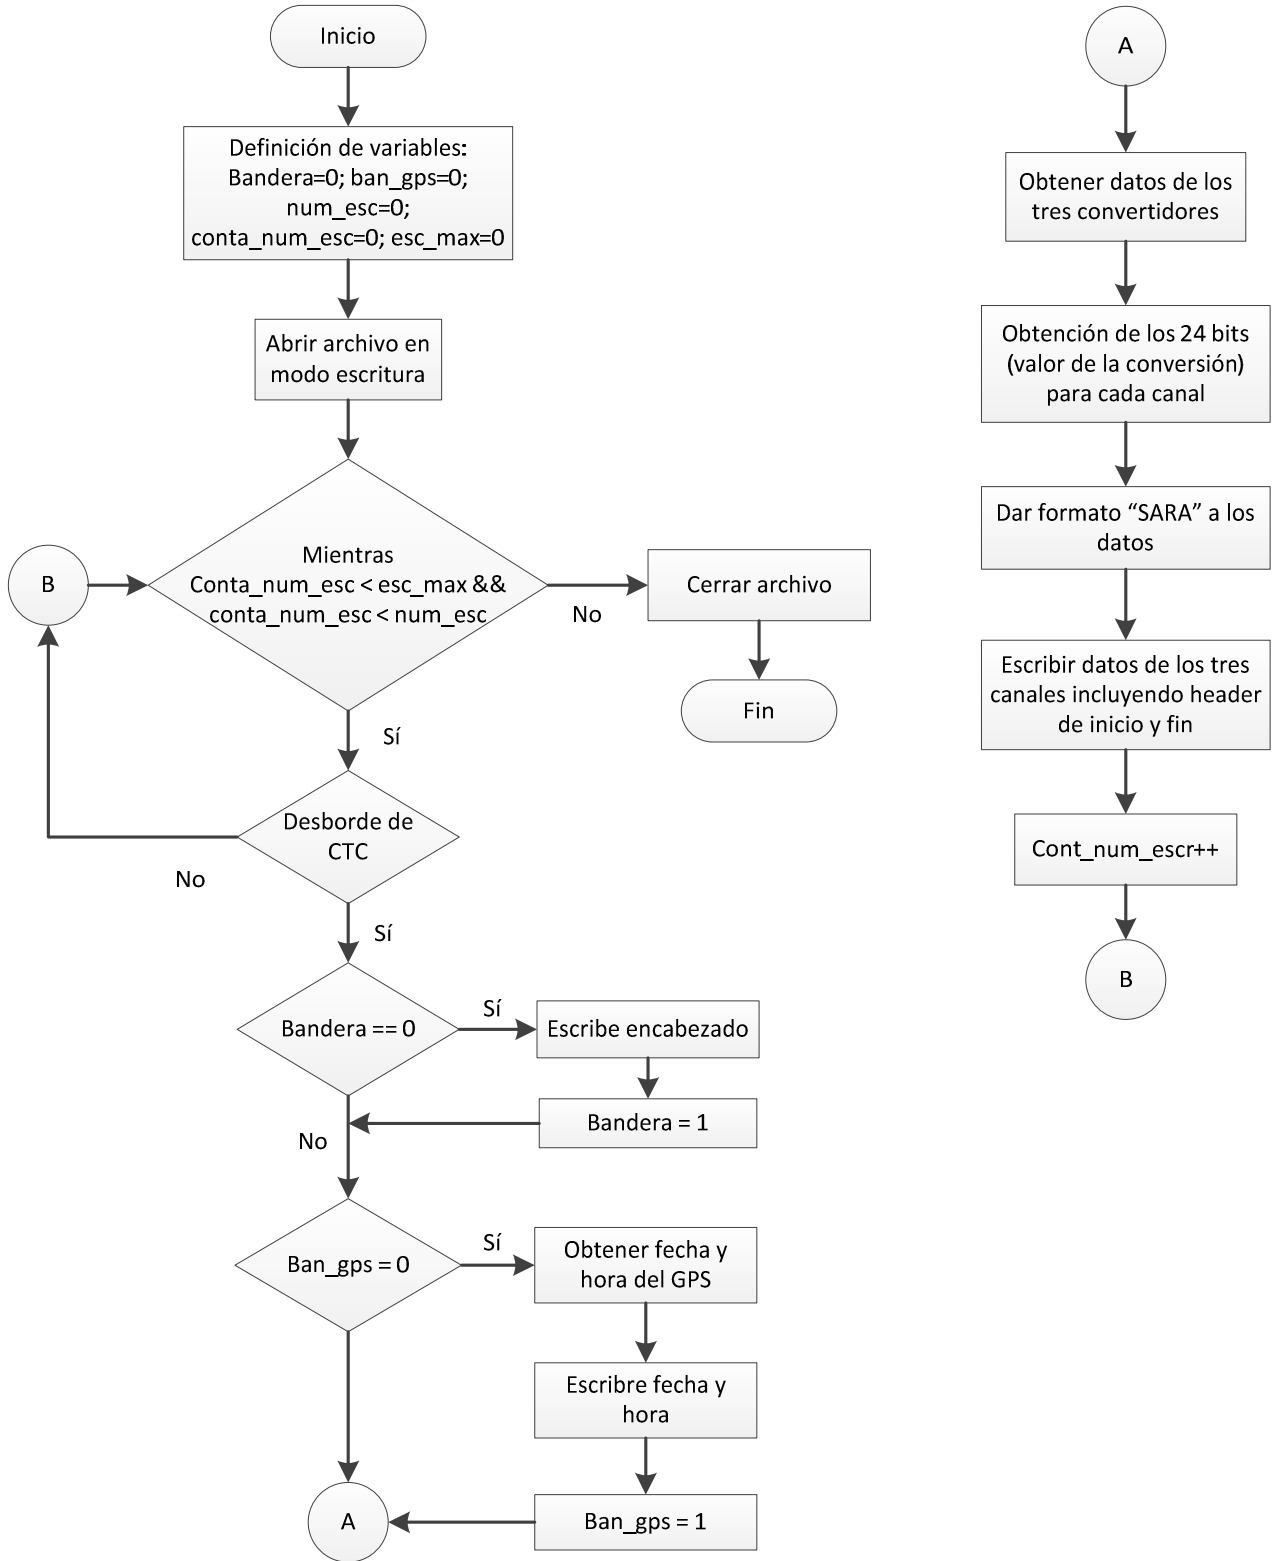 Inicio
Definición de variables:
Bandera=0; ban_gps=0;
num_esc=0;
conta_num_esc=0; esc_max=0
Abrir archivo en
modo escritura
Mientras
Conta_num_esc < esc_max &&
conta_num_esc < num_esc
B
No
Cerrar archivo
Fin
Sí
Desborde de
CTC
No
Sí
Bandera == 0
Sí
Escribe encabezado
Bandera = 1
No
Ban_gps = 0
Sí
Obtener fecha y
hora del GPS
Escribre fecha y
hora
Ban_gps = 1
A
A
Obtener datos de los
tres convertidores
Obtención de los 24 bits
(valor de la conversión)
para cada canal
Dar formato “SARA” a los
datos
Escribir datos de los tres
canales incluyendo header
de inicio y fin
Cont_num_escr++
B